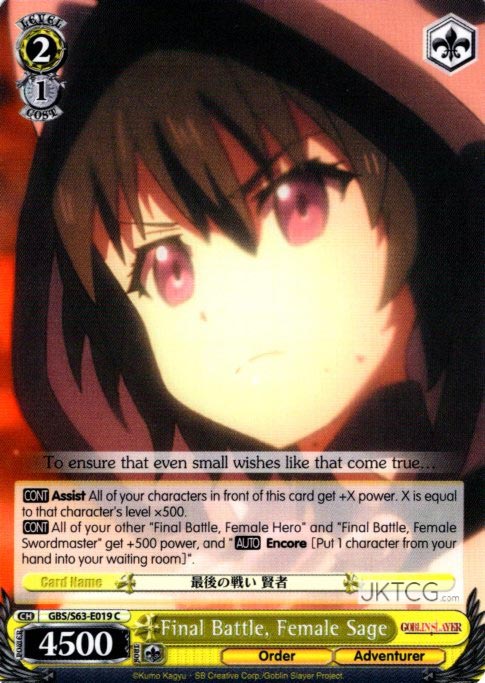 LEVEL
2
1
COST
To ensure that even small wishes like that come true...
CONT Assist All of your characters in front of this card get +X power. X is equal
to that character's level ×500.
CONT All of your other "Final Battle, Female Hero" and "Final Battle, Female
Swordmaster" get +500 power, and "AUTO Encore [Put 1 character from your
hand into your waiting room]".
Card Name 最後の戦い 賢者
JKTCG.com
CH GBS/S63-E019 C
POWER 4500 SOUL Final Battle, Female Sage GOBLIN SLAYER
Order Adventurer
©Kumo Kagyu・SB Creative Corp./Goblin Slayer Project.